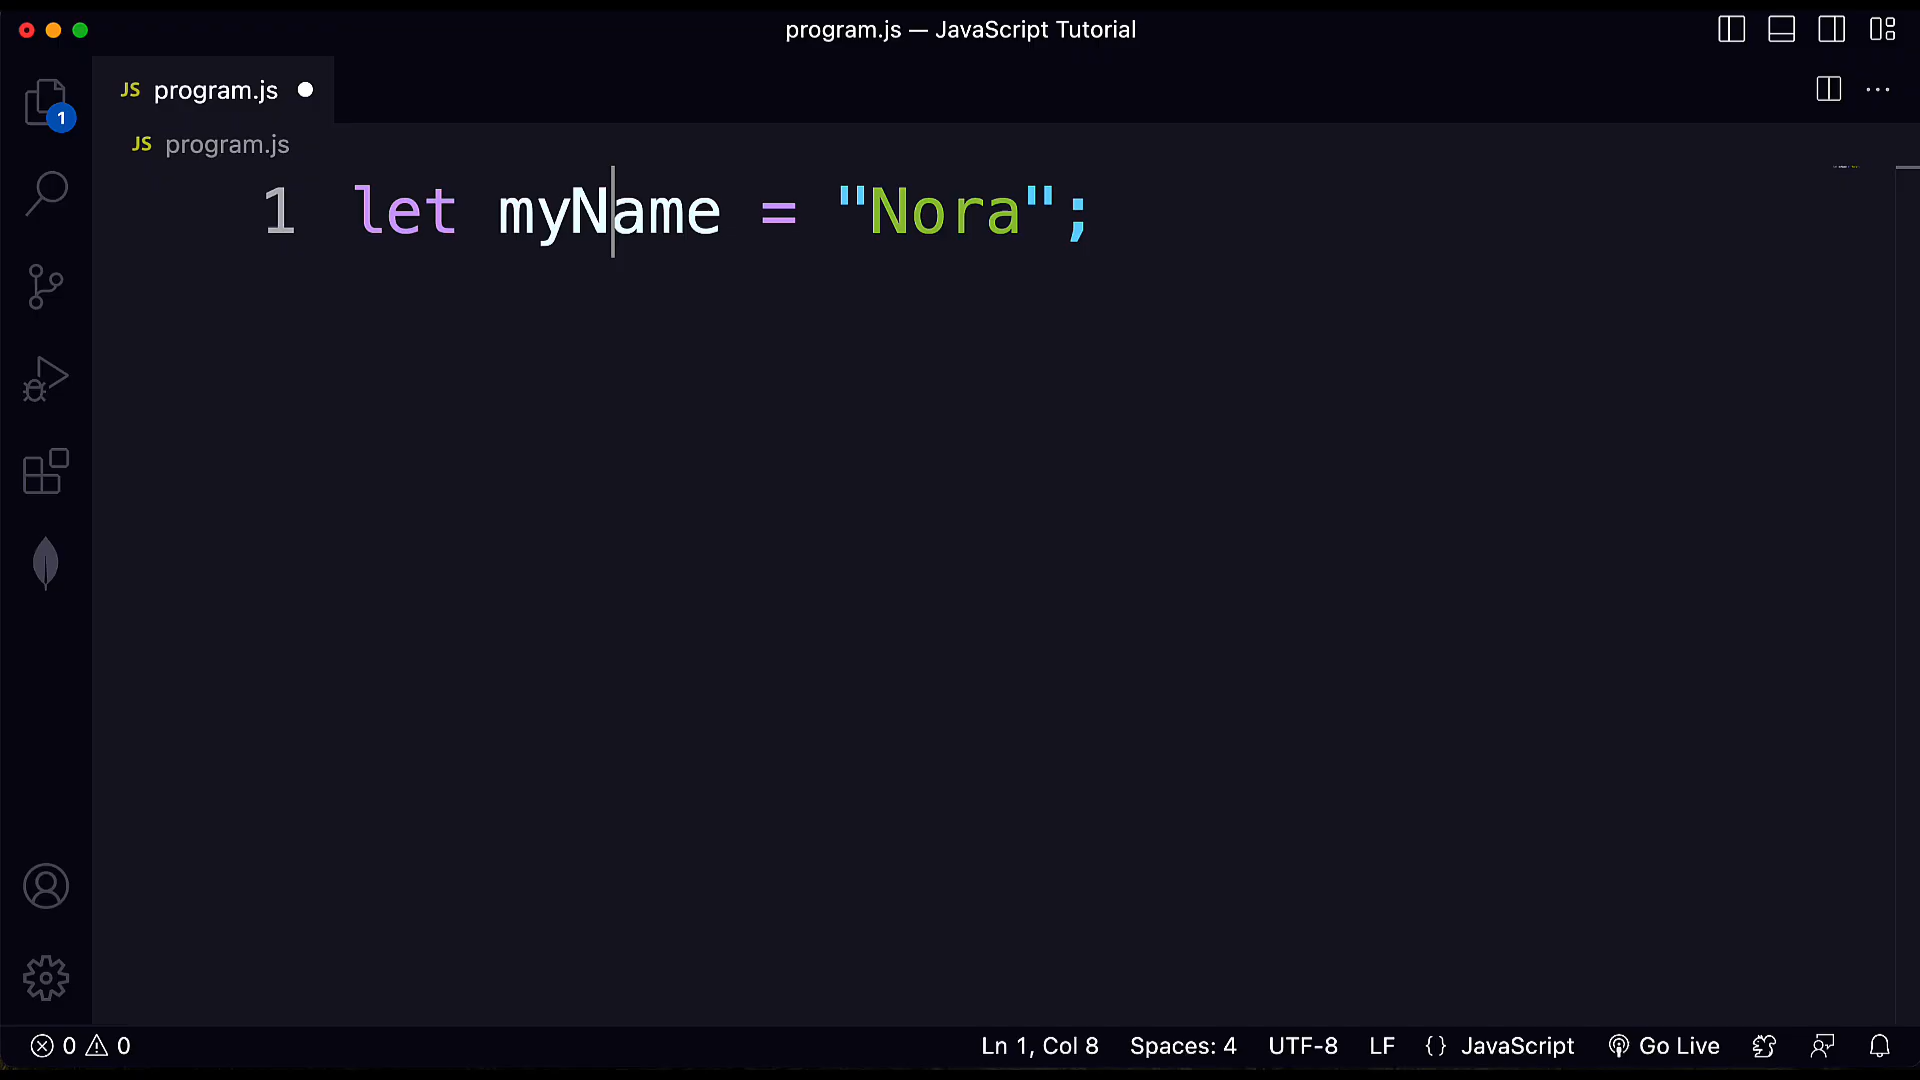 program.js — JavaScript Tutorial
JS program.js
1
JS program.js
1 let myName = "Nora";
0 0 Ln 1, Col 8 Spaces: 4 UTF-8 LF {} JavaScript Go Live